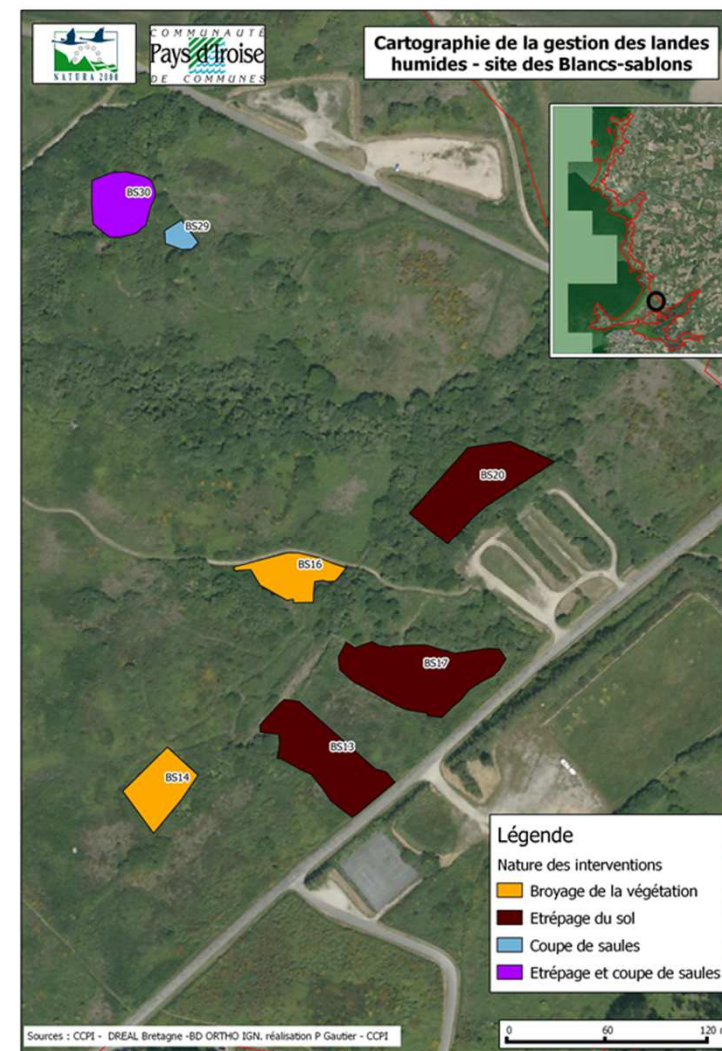 NATURA 2000
COMMUNAUTÉ
Pays d'Iroise
DE COMMUNES
Cartographie de la gestion des landes
humides - site des Blancs-sablons
BS30
BS29
BS20
BS16
BS17
BS13
BS14
Légende
Nature des interventions
Broyage de la végétation
Etrépage du sol
Coupe de saules
Etrépage et coupe de saules
Sources : CCPI - DREAL Bretagne -BD ORTHO IGN. réalisation P Gautier - CCPI
0 60 120